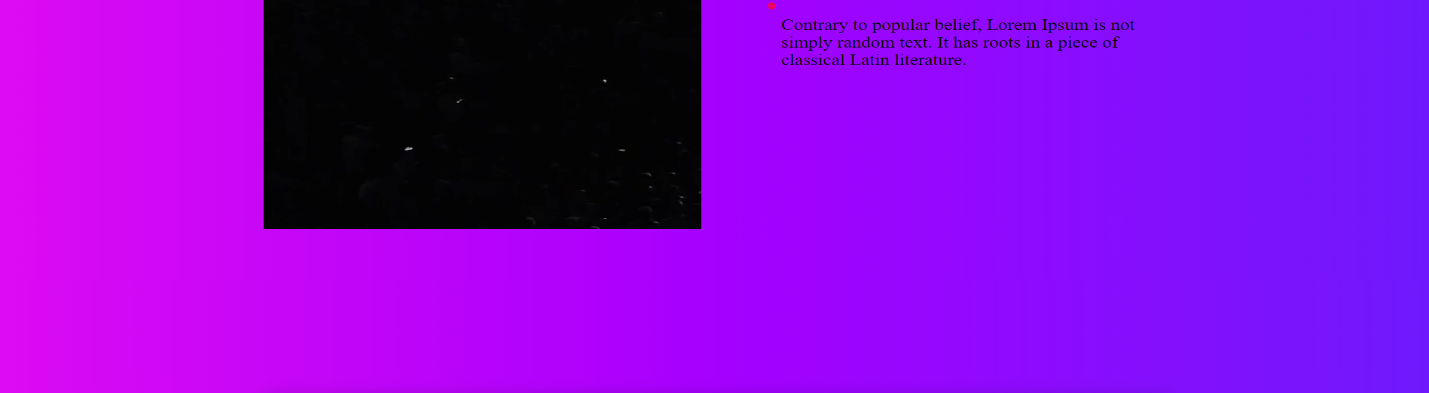 Contrary to popular belief, Lorem Ipsum is not
simply random text. It has roots in a piece of
classical Latin literature.